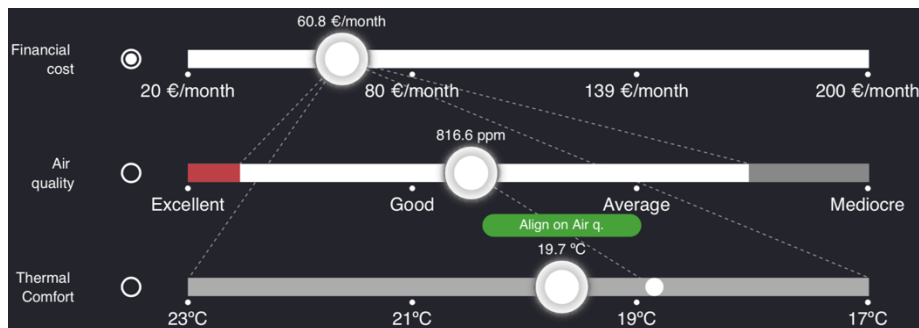 60.8 €/month
Financial
cost
20 €/month 80 €/month 139 €/month 200 €/month
816.6 ppm
Air
quality
Excellent Good Average Mediocre
Align on Air q.
19.7 ºC
Thermal
Comfort
23°C 21°C 19°C 17°C